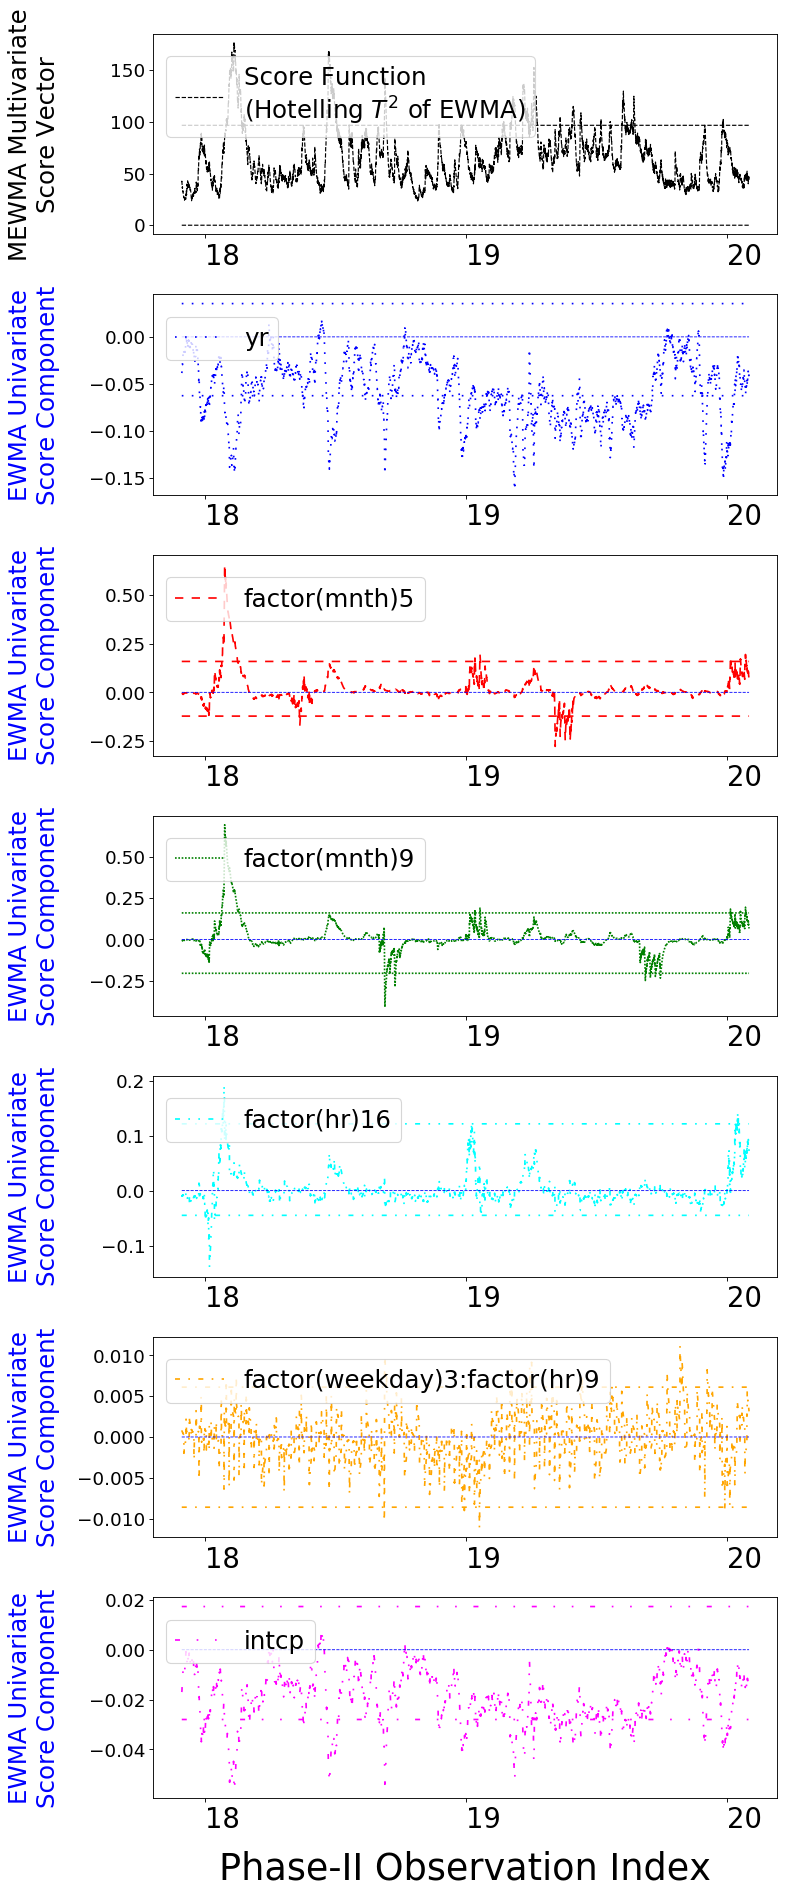 MEWMA Multivariate
Score Vector
150
100
50
0
Score Function
(Hotelling T² of EWMA)
18 19 20
EWMA Univariate
Score Component
0.00
−0.05
−0.10
−0.15
yr
18 19 20
EWMA Univariate
Score Component
0.50
0.25
0.00
−0.25
factor(mnth)5
18 19 20
EWMA Univariate
Score Component
0.50
0.25
0.00
−0.25
factor(mnth)9
18 19 20
EWMA Univariate
Score Component
0.2
0.1
0.0
−0.1
factor(hr)16
18 19 20
EWMA Univariate
Score Component
0.010
0.005
0.000
−0.005
−0.010
factor(weekday)3:factor(hr)9
18 19 20
EWMA Univariate
Score Component
0.02
0.00
−0.02
−0.04
intcp
18 19 20
Phase-II Observation Index